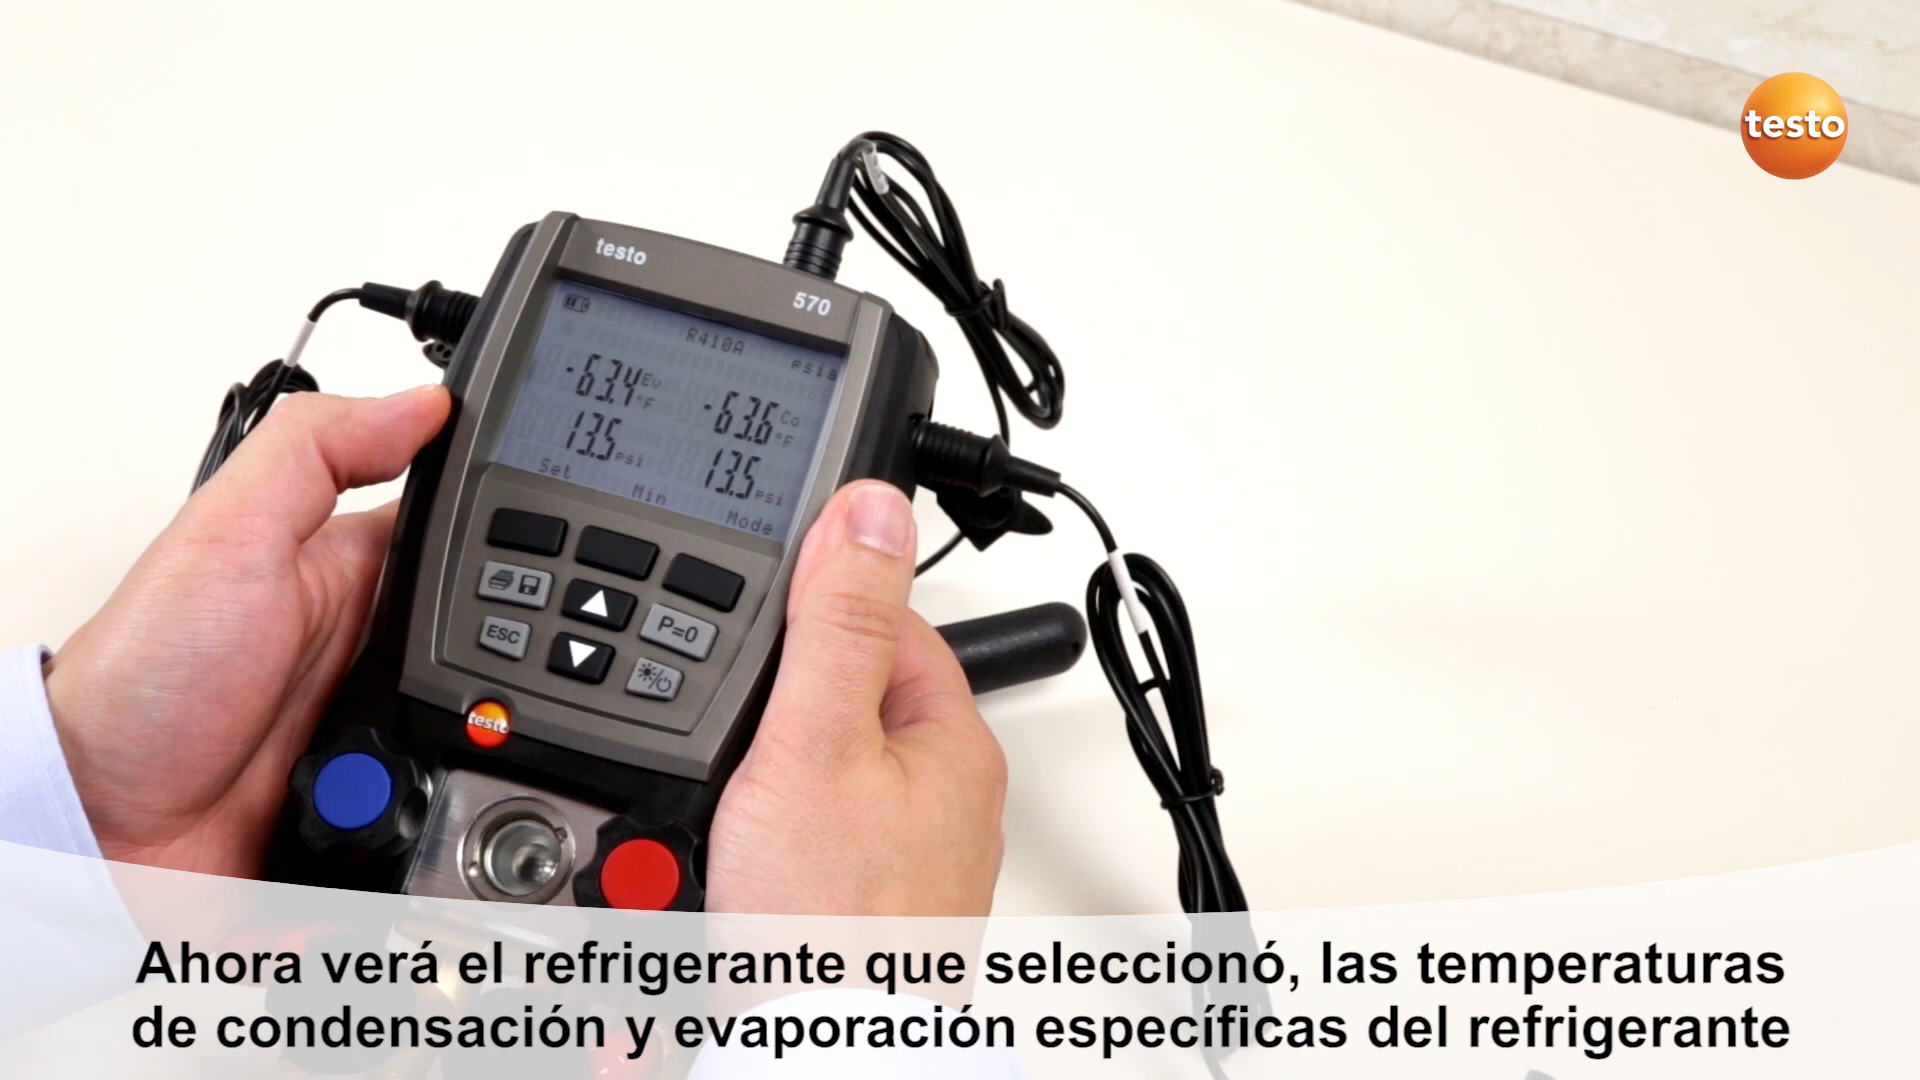 testo
testo
570
R410A
psia
-63.4 Ev °F
-63.6 Co °F
13.5 psi
13.5 psi
Set
Min
Mode
ESC
P=0
testo
Ahora verá el refrigerante que seleccionó, las temperaturas
de condensación y evaporación específicas del refrigerante